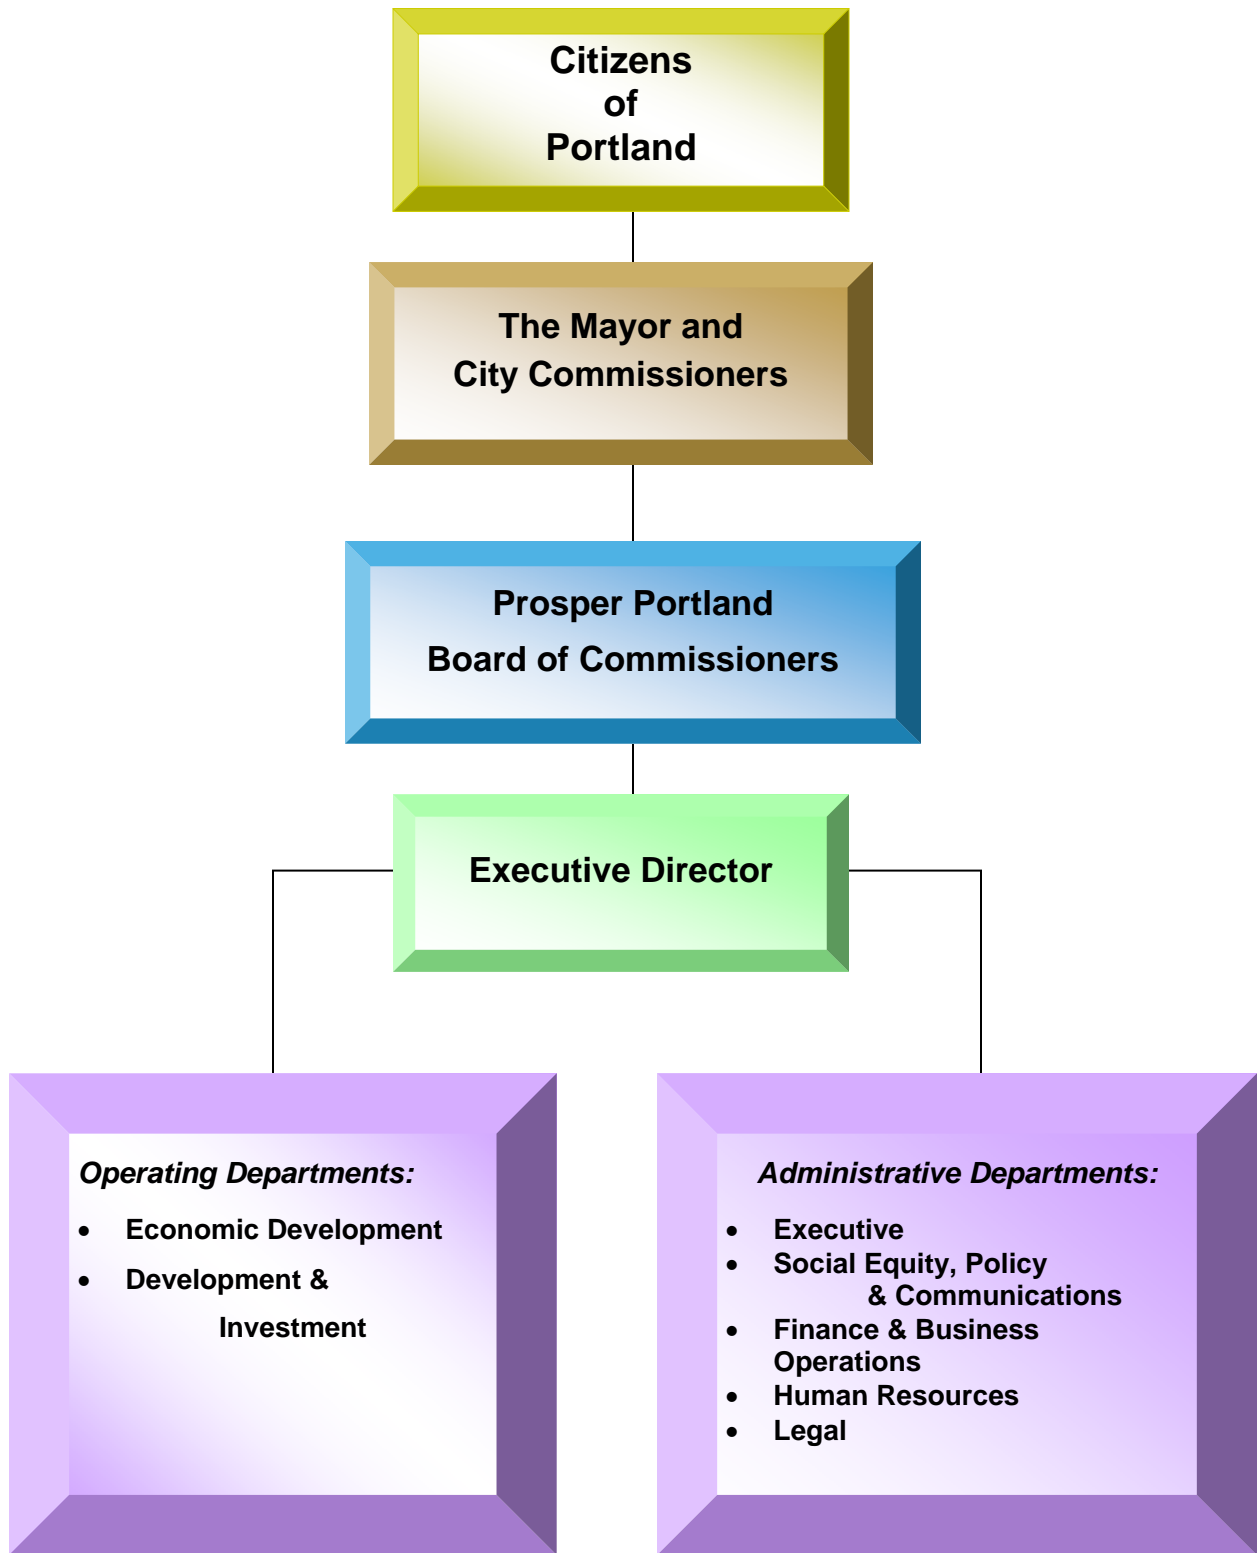 Citizens
of
Portland
The Mayor and
City Commissioners
Prosper Portland
Board of Commissioners
Executive Director
Operating Departments:
• Economic Development
• Development &
Investment
Administrative Departments:
• Executive
• Social Equity, Policy
& Communications
• Finance & Business
Operations
• Human Resources
• Legal